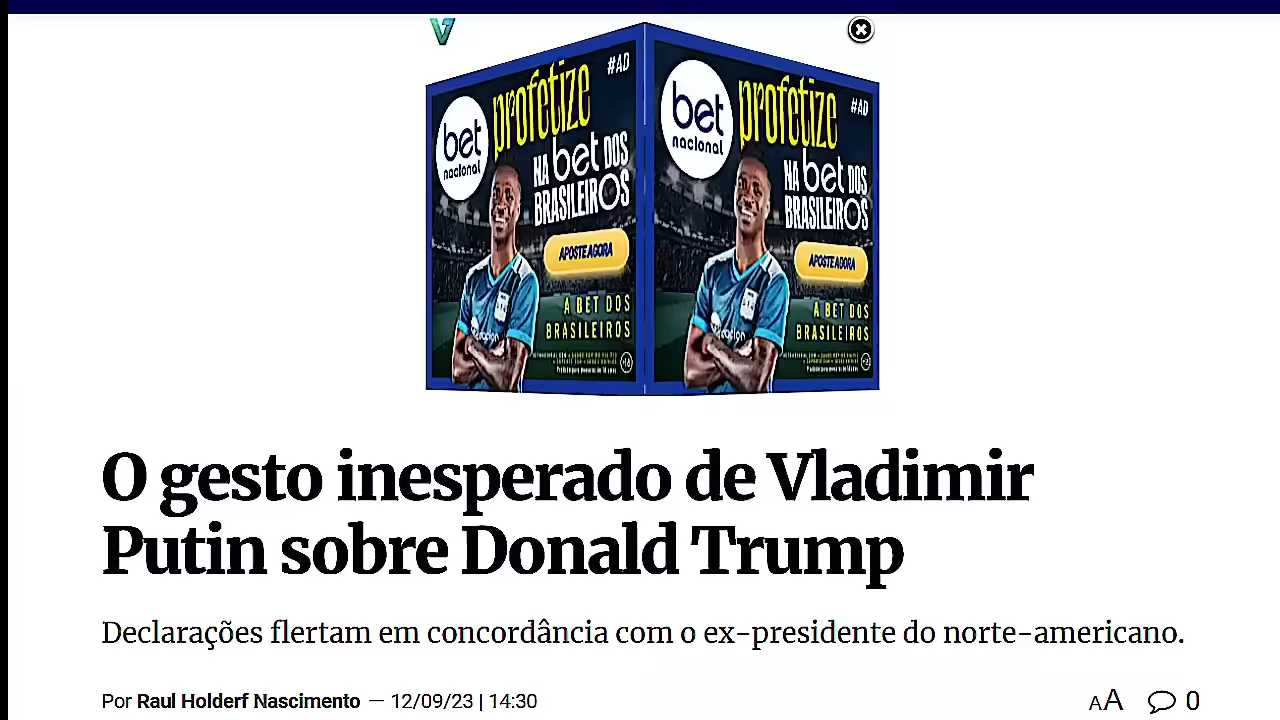 #AD
bet
nacional
profetize
NA bet DOS
BRASILEIROS
APOSTE AGORA
A BET DOS
BRASILEIROS
+18
#AD
bet
nacional
profetize
NA bet DOS
BRASILEIROS
APOSTE AGORA
A BET DOS
BRASILEIROS
O gesto inesperado de Vladimir
Putin sobre Donald Trump
Declarações flertam em concordância com o ex-presidente do norte-americano.
Por Raul Holderf Nascimento — 12/09/23 | 14:30
AA 0